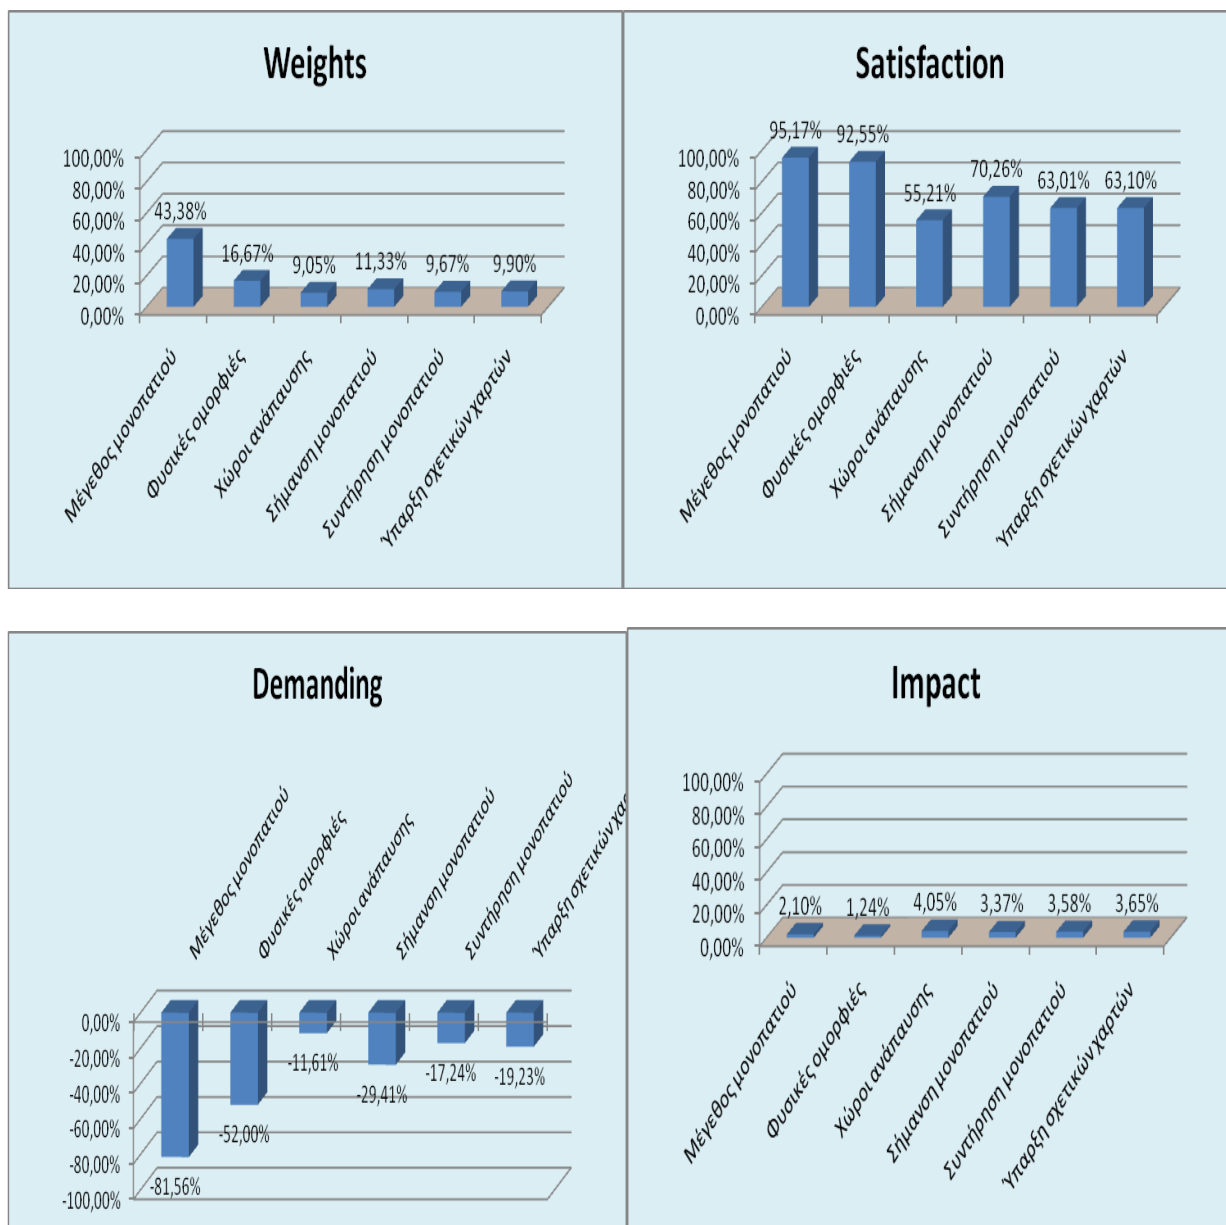 Weights
100,00%
80,00%
60,00%
40,00%
20,00%
0,00%
43,38%
16,67%
9,05%
11,33%
9,67%
9,90%
Μέγεθος μονοπατιού
Φυσικές ομορφιές
Χώροι ανάπαυσης
Σήμανση μονοπατιού
Συντήρηση μονοπατιού
Ύπαρξη σχετικών χαρτών
Satisfaction
100,00%
80,00%
60,00%
40,00%
20,00%
0,00%
95,17%
92,55%
55,21%
70,26%
63,01%
63,10%
Μέγεθος μονοπατιού
Φυσικές ομορφιές
Χώροι ανάπαυσης
Σήμανση μονοπατιού
Συντήρηση μονοπατιού
Ύπαρξη σχετικών χαρτών
Demanding
Μέγεθος μονοπατιού
Φυσικές ομορφιές
Χώροι ανάπαυσης
Σήμανση μονοπατιού
Συντήρηση μονοπατιού
Ύπαρξη σχετικών
0,00%
-20,00%
-40,00%
-60,00%
-80,00%
-100,00%
-81,56%
-52,00%
-11,61%
-29,41%
-17,24%
-19,23%
Impact
100,00%
80,00%
60,00%
40,00%
20,00%
0,00%
2,10%
1,24%
4,05%
3,37%
3,58%
3,65%
Μέγεθος μονοπατιού
Φυσικές ομορφιές
Χώροι ανάπαυσης
Σήμανση μονοπατιού
Συντήρηση μονοπατιού
Ύπαρξη σχετικών χαρτών